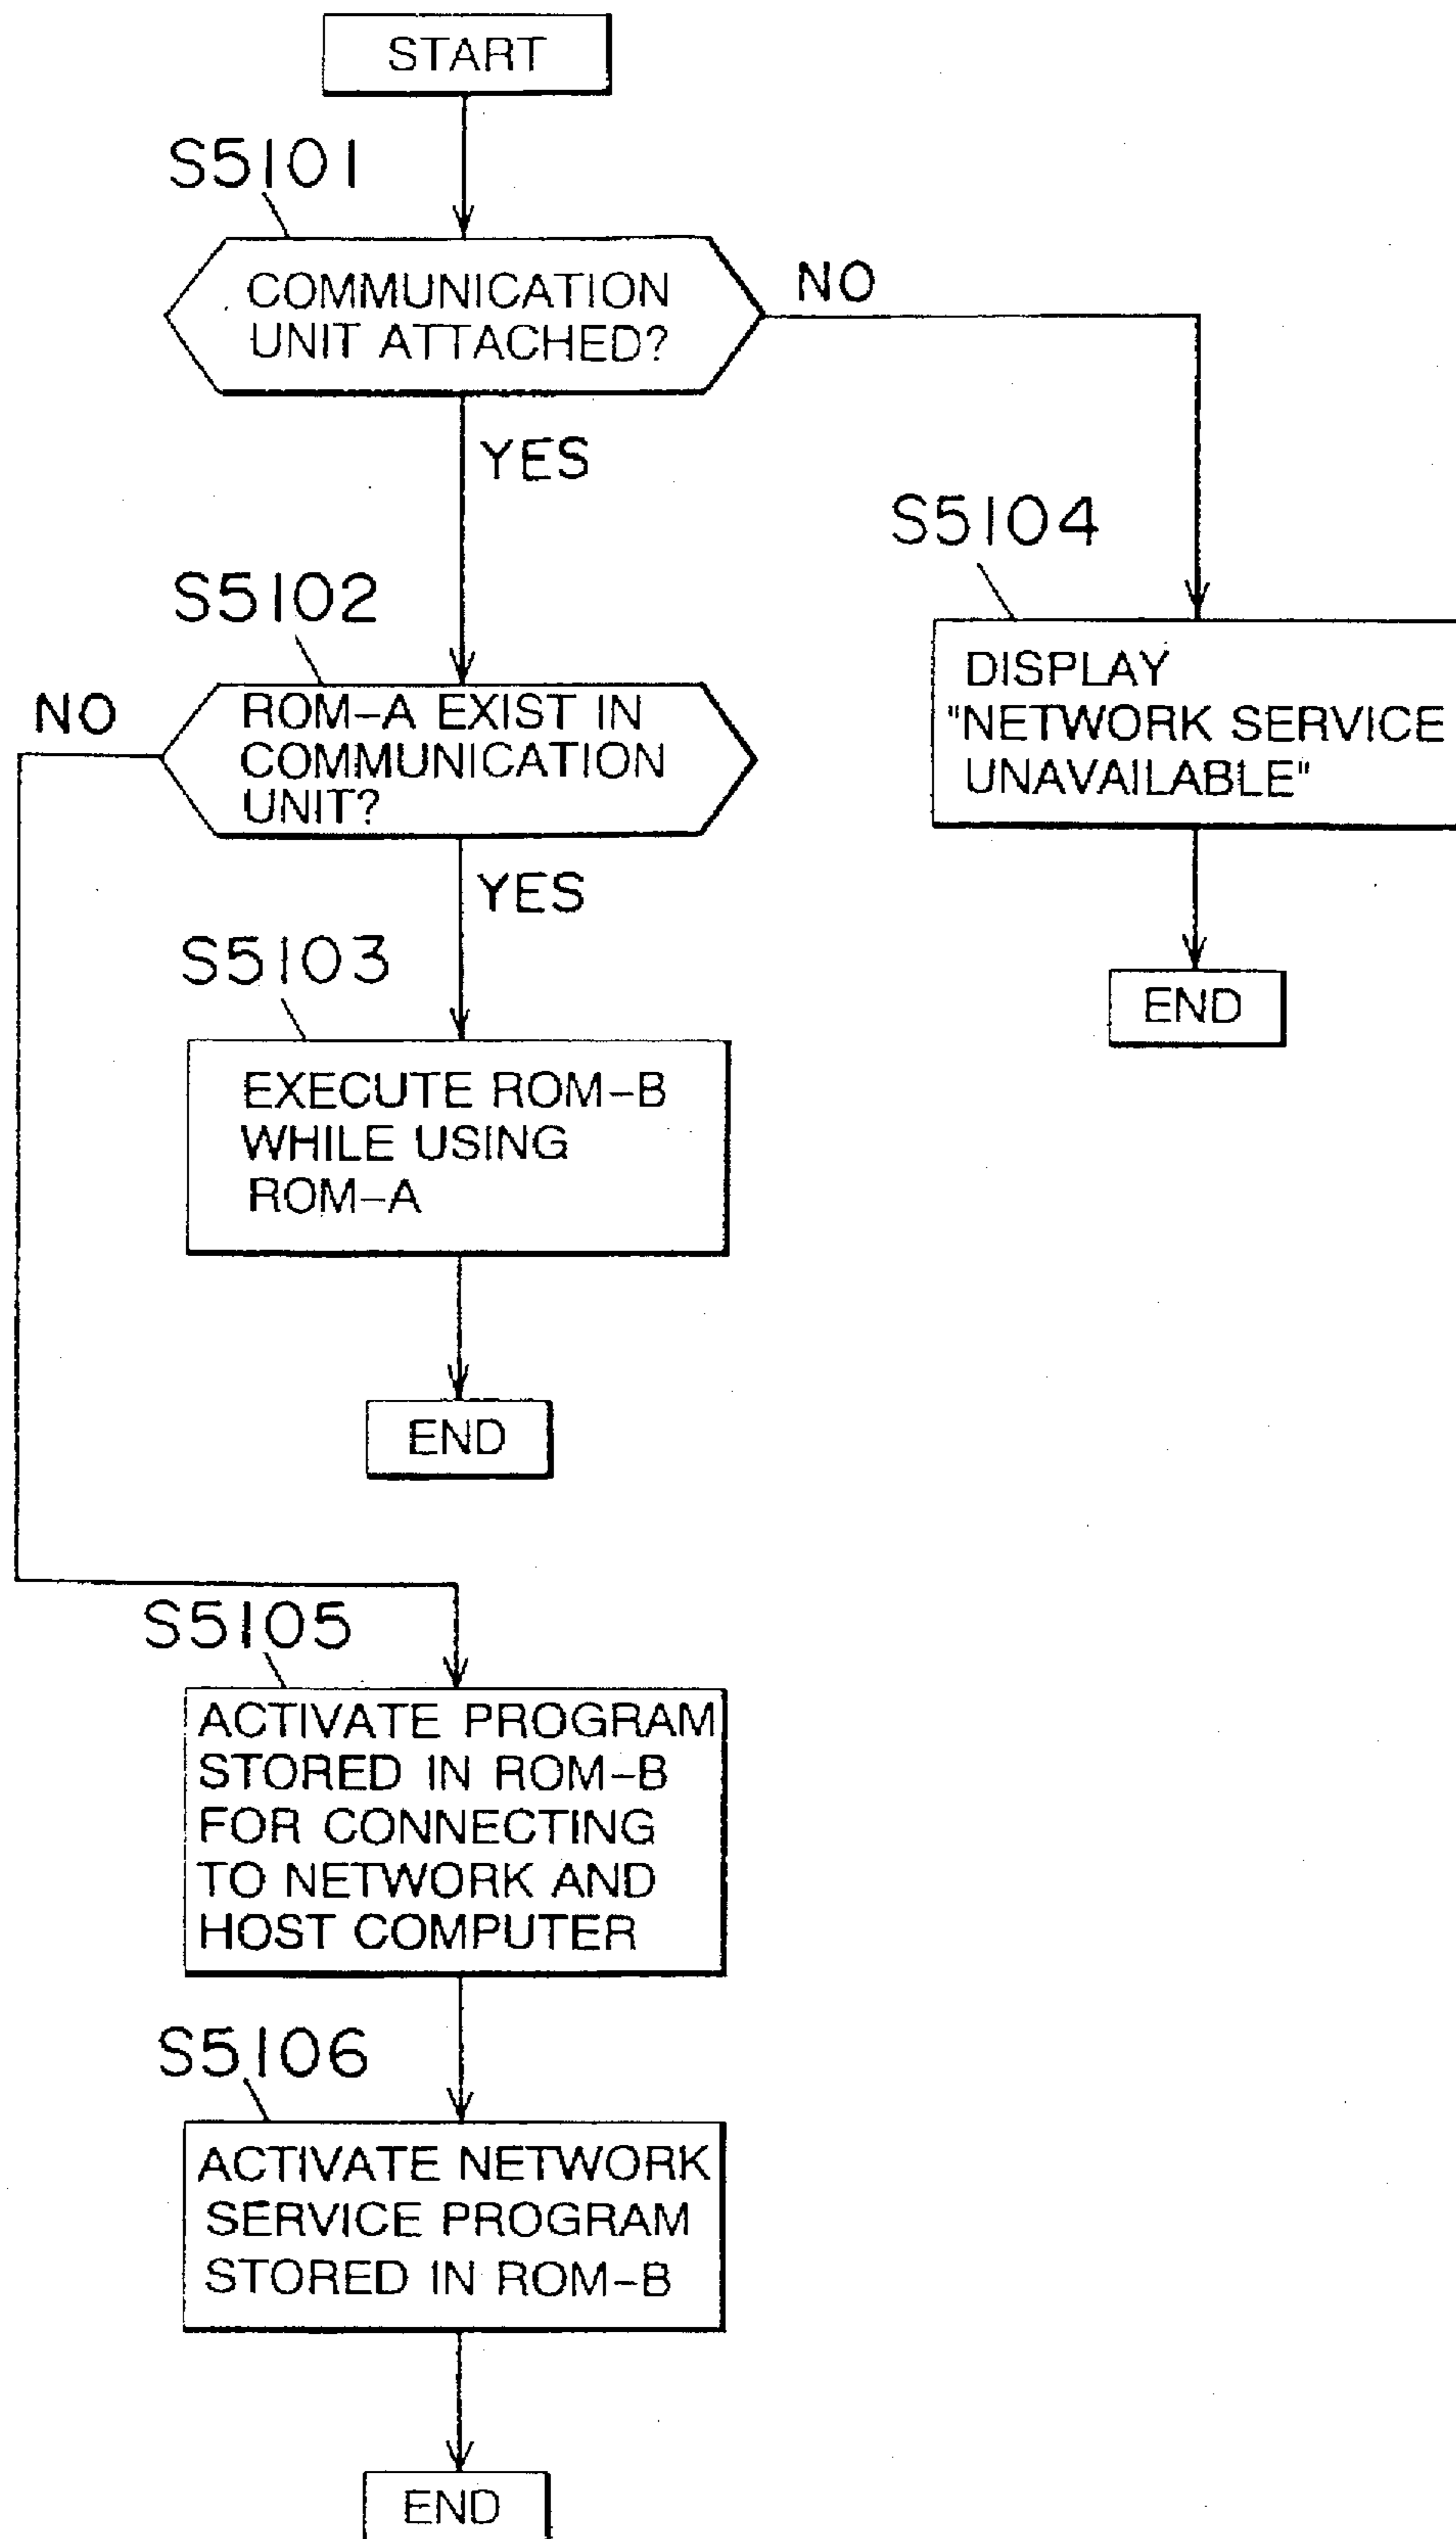 START
S5101
COMMUNICATION
UNIT ATTACHED?
NO
YES
S5104
DISPLAY
"NETWORK SERVICE
UNAVAILABLE"
END
S5102
NO
ROM-A EXIST IN
COMMUNICATION
UNIT?
YES
S5103
EXECUTE ROM-B
WHILE USING
ROM-A
END
S5105
ACTIVATE PROGRAM
STORED IN ROM-B
FOR CONNECTING
TO NETWORK AND
HOST COMPUTER
S5106
ACTIVATE NETWORK
SERVICE PROGRAM
STORED IN ROM-B
END